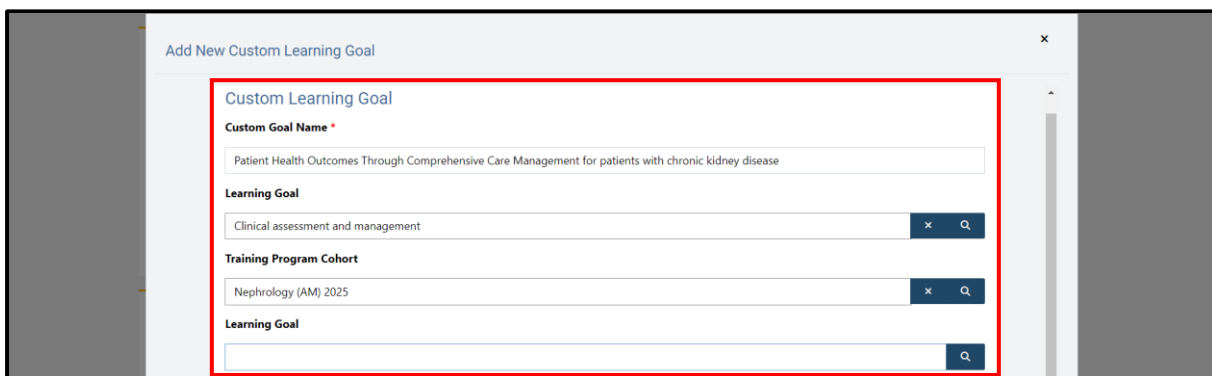 Add New Custom Learning Goal
Custom Learning Goal
Custom Goal Name *
Patient Health Outcomes Through Comprehensive Care Management for patients with chronic kidney disease
Learning Goal
Clinical assessment and management
Training Program Cohort
Nephrology (AM) 2025
Learning Goal